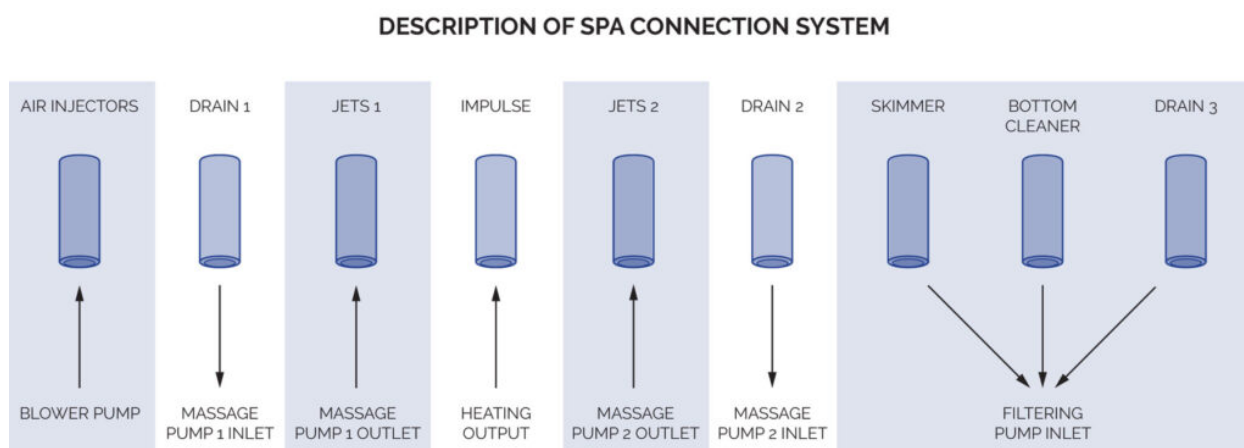 DESCRIPTION OF SPA CONNECTION SYSTEM
AIR INJECTORS
DRAIN 1
JETS 1
IMPULSE
JETS 2
DRAIN 2
SKIMMER
BOTTOM
CLEANER
DRAIN 3
BLOWER PUMP
MASSAGE
PUMP 1 INLET
MASSAGE
PUMP 1 OUTLET
HEATING
OUTPUT
MASSAGE
PUMP 2 OUTLET
MASSAGE
PUMP 2 INLET
FILTERING
PUMP INLET